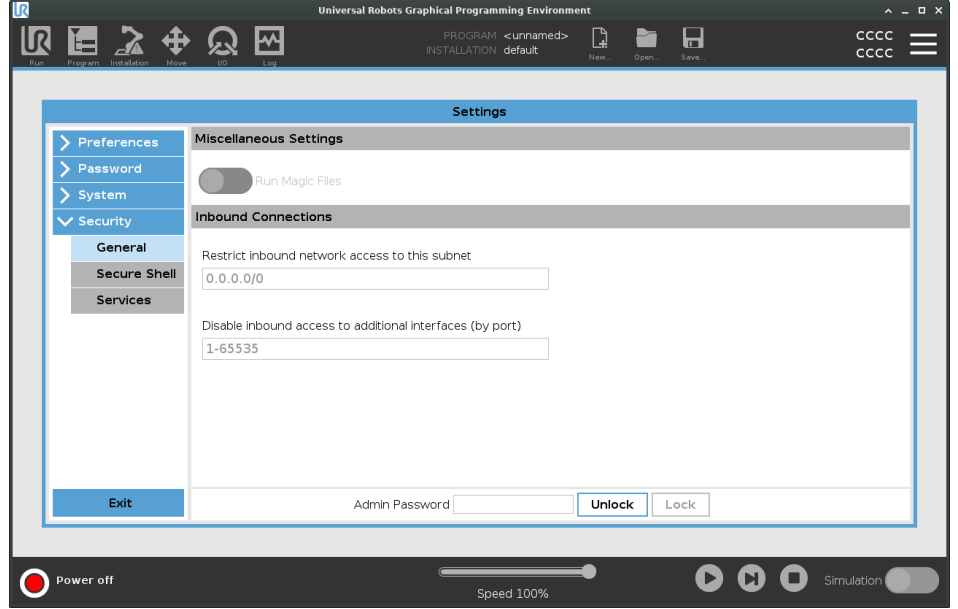 Universal Robots Graphical Programming Environment
Run
Program
Installation
Move
I/O
Log
PROGRAM <unnamed>
INSTALLATION default
New...
Open...
Save...
CCCC
CCCC
Settings
Preferences
Password
System
Security
General
Secure Shell
Services
Exit
Miscellaneous Settings
Run Magic Files
Inbound Connections
Restrict inbound network access to this subnet
0.0.0.0/0
Disable inbound access to additional interfaces (by port)
1-65535
Admin Password
Unlock
Lock
Power off
Speed 100%
Simulation